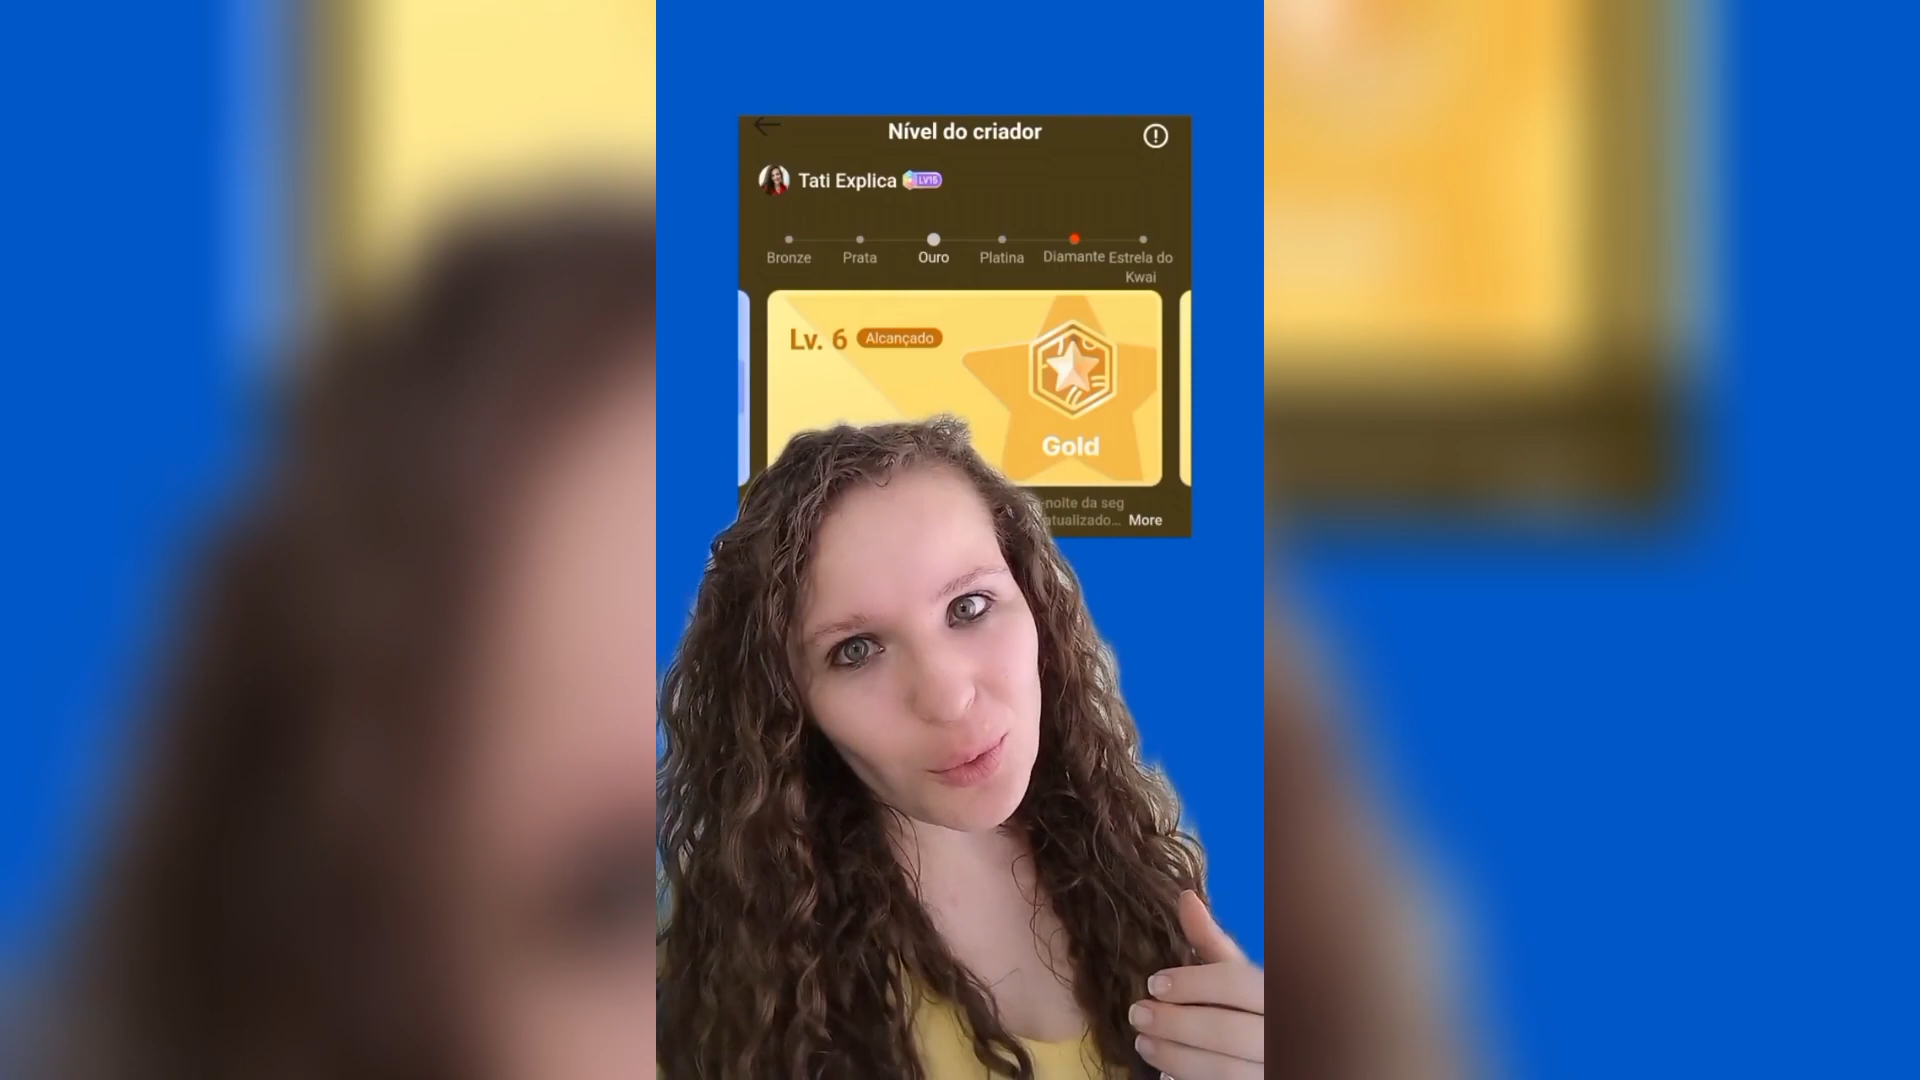 Nível do criador
Tati Explica LV15
Bronze Prata Ouro Platina Diamante Estrela do Kwai
Lv. 6 Alcançado
Gold
-noite da seg
atualizado... More